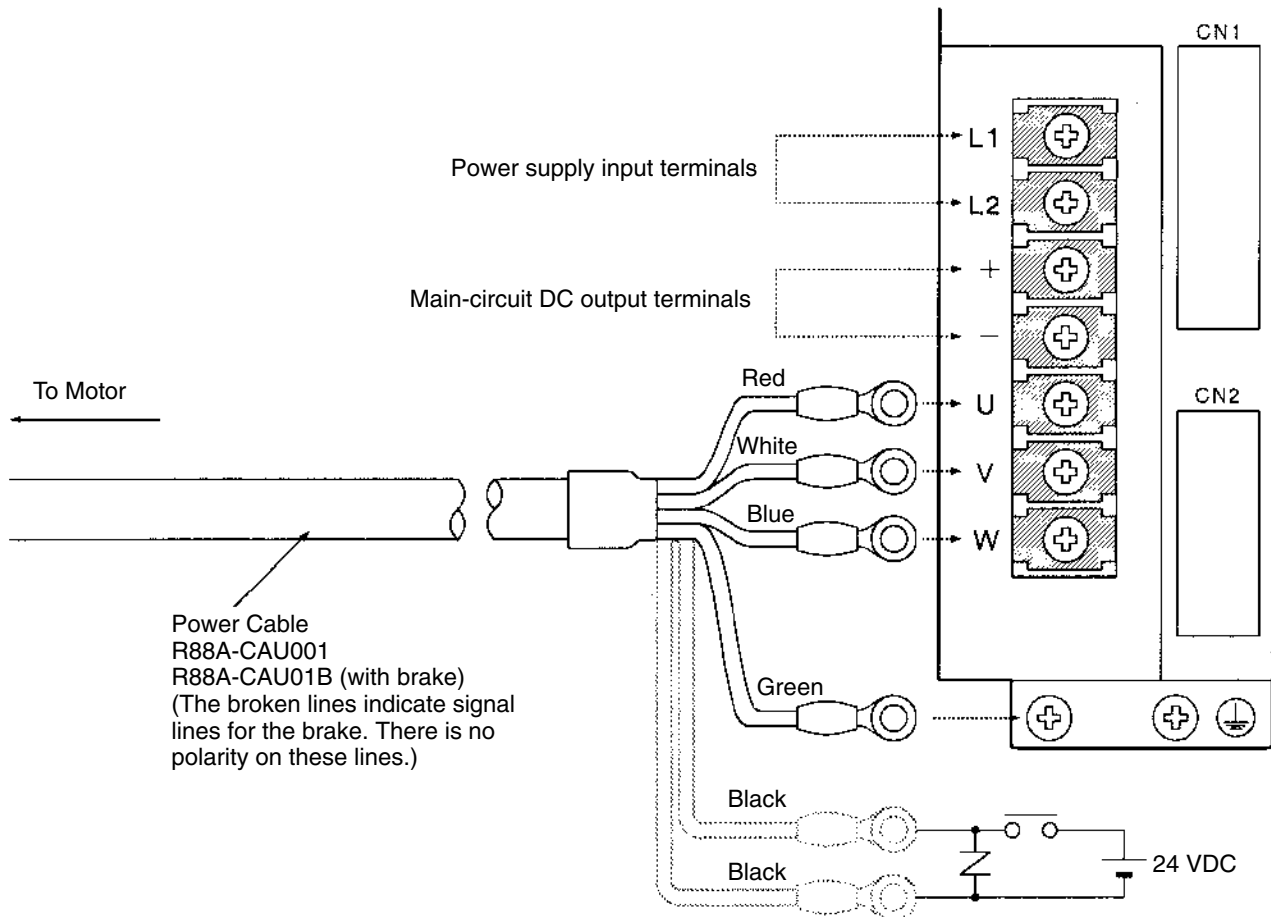 CN1
L1
Power supply input terminals
L2
+
Main-circuit DC output terminals
−
To Motor
Red
U
CN2
White
V
Blue
W
Power Cable
R88A-CAU001
R88A-CAU01B (with brake)
(The broken lines indicate signal
lines for the brake. There is no
polarity on these lines.)
Green
Black
Black
24 VDC